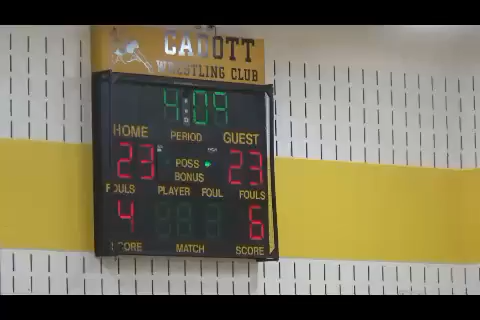 CADOTT
WRESTLING CLUB
4:09
HOME PERIOD GUEST
23 POSS 23
BONUS
FOULS PLAYER FOUL FOULS
4 6
SCORE MATCH SCORE